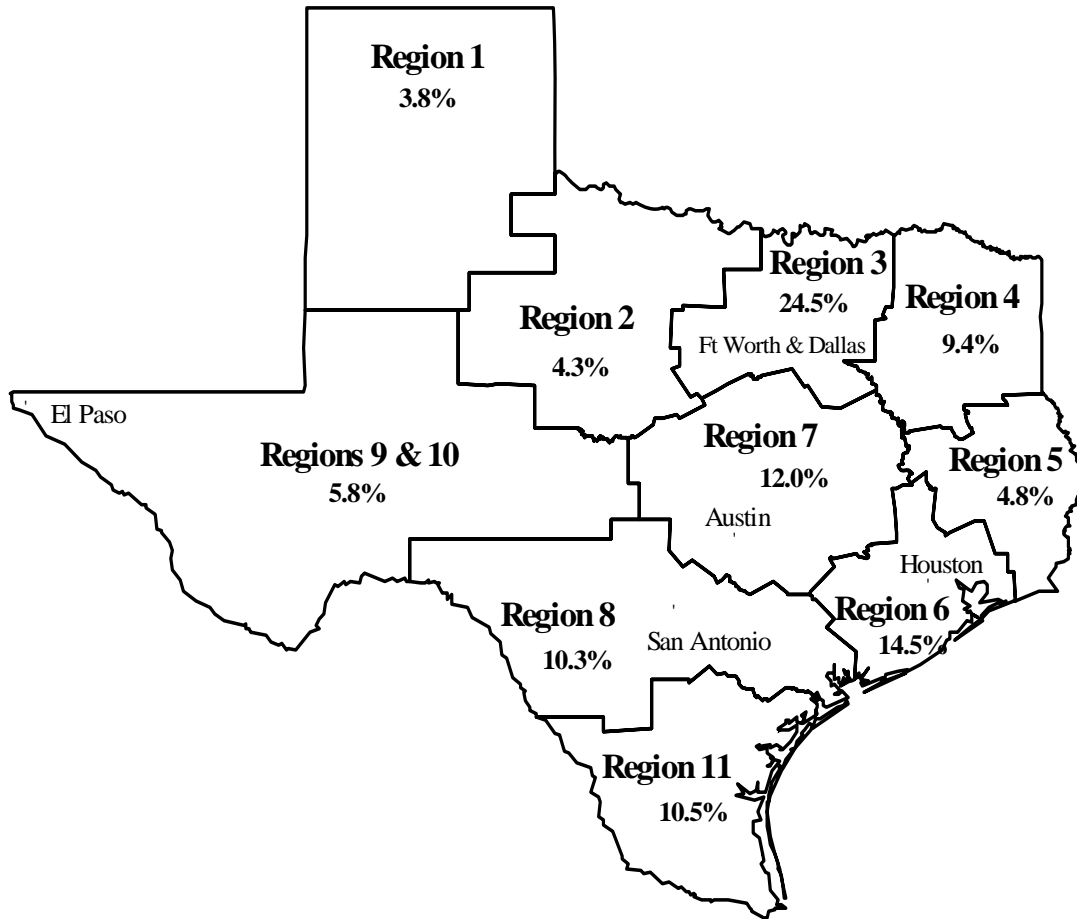 Region 1
3.8%
Region 3
24.5%
Ft Worth & Dallas
Region 4
9.4%
Region 2
4.3%
El Paso
Regions 9 & 10
5.8%
Region 7
12.0%
Austin
Region 5
4.8%
Houston
Region 6
14.5%
Region 8
10.3%
San Antonio
Region 11
10.5%